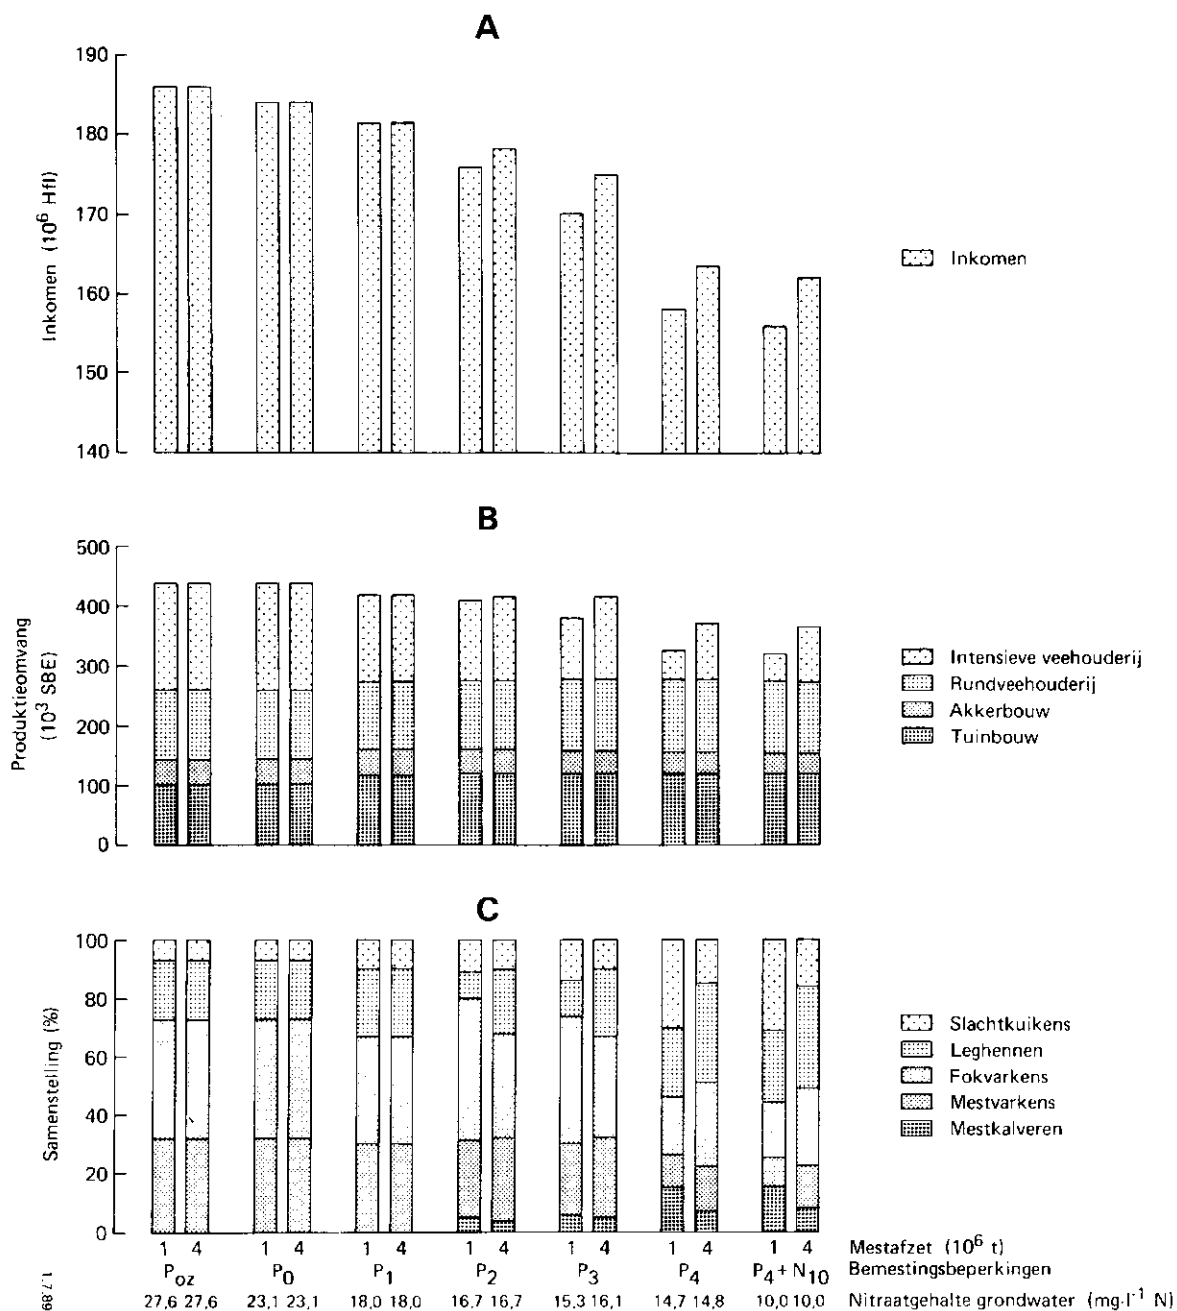 A
190
180
170
160
150
140
Inkomen (10⁶ Hfl)
Inkomen
B
500
400
300
200
100
0
Produktieomvang
(10³ SBE)
Intensieve veehouderij
Rundveehouderij
Akkerbouw
Tuinbouw
C
100
80
60
40
20
0
Samenstelling (%)
Slachtkuikens
Leghennen
Fokvarkens
Mestvarkens
Mestkalveren
1 4 1 4 1 4 1 4 1 4 1 4 1 4 Mestafzet (10⁶ t)
Poz P0 P1 P2 P3 P4 P4 + N10 Bemestingsbeperkingen
27,6 27,6 23,1 23,1 18,0 18,0 16,7 16,7 15,3 16,1 14,7 14,8 10,0 10,0 Nitraatgehalte grondwater (mg·l⁻¹ N)
1.7.89